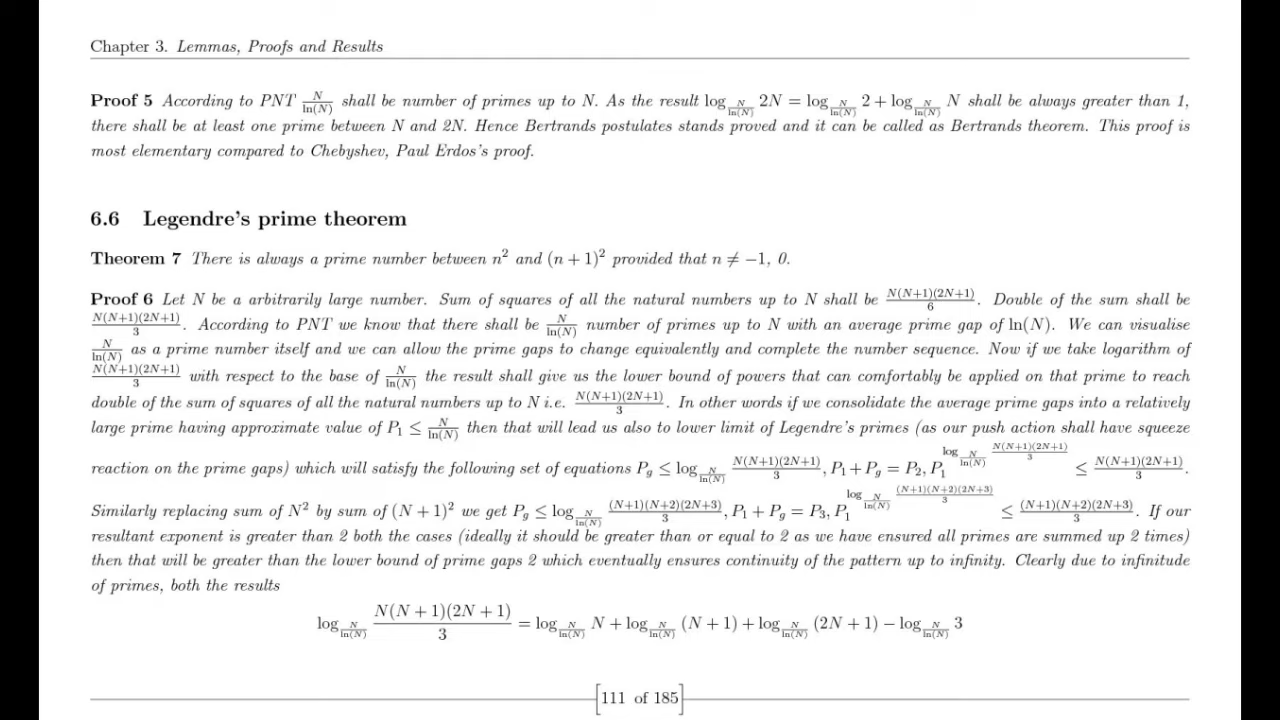 Chapter 3. Lemmas, Proofs and Results
Proof 5 According to PNT N/ln(N) shall be number of primes up to N. As the result log_{N/ln(N)} 2N = log_{N/ln(N)} 2 + log_{N/ln(N)} N shall be always greater than 1,
there shall be at least one prime between N and 2N. Hence Bertrands postulates stands proved and it can be called as Bertrands theorem. This proof is
most elementary compared to Chebyshev, Paul Erdos's proof.
6.6 Legendre's prime theorem
Theorem 7 There is always a prime number between n² and (n + 1)² provided that n ≠ −1, 0.
Proof 6 Let N be a arbitrarily large number. Sum of squares of all the natural numbers up to N shall be N(N+1)(2N+1)/6. Double of the sum shall be
N(N+1)(2N+1)/3. According to PNT we know that there shall be N/ln(N) number of primes up to N with an average prime gap of ln(N). We can visualise
N/ln(N) as a prime number itself and we can allow the prime gaps to change equivalently and complete the number sequence. Now if we take logarithm of
N(N+1)(2N+1)/3 with respect to the base of N/ln(N) the result shall give us the lower bound of powers that can comfortably be applied on that prime to reach
double of the sum of squares of all the natural numbers up to N i.e. N(N+1)(2N+1)/3. In other words if we consolidate the average prime gaps into a relatively
large prime having approximate value of P₁ ≤ N/ln(N) then that will lead us also to lower limit of Legendre's primes (as our push action shall have squeeze
reaction on the prime gaps) which will satisfy the following set of equations P_g ≤ log_{N/ln(N)} N(N+1)(2N+1)/3, P₁ + P_g = P₂, P₁^{log_{N/ln(N)} N(N+1)(2N+1)/3} ≤ N(N+1)(2N+1)/3.
Similarly replacing sum of N² by sum of (N + 1)² we get P_g ≤ log_{N/ln(N)} (N+1)(N+2)(2N+3)/3, P₁ + P_g = P₃, P₁^{log_{N/ln(N)} (N+1)(N+2)(2N+3)/3} ≤ (N+1)(N+2)(2N+3)/3. If our
resultant exponent is greater than 2 both the cases (ideally it should be greater than or equal to 2 as we have ensured all primes are summed up 2 times)
then that will be greater than the lower bound of prime gaps 2 which eventually ensures continuity of the pattern up to infinity. Clearly due to infinitude
of primes, both the results
log_{N/ln(N)} N(N + 1)(2N + 1)/3 = log_{N/ln(N)} N + log_{N/ln(N)} (N + 1) + log_{N/ln(N)} (2N + 1) − log_{N/ln(N)} 3
[111 of 185]